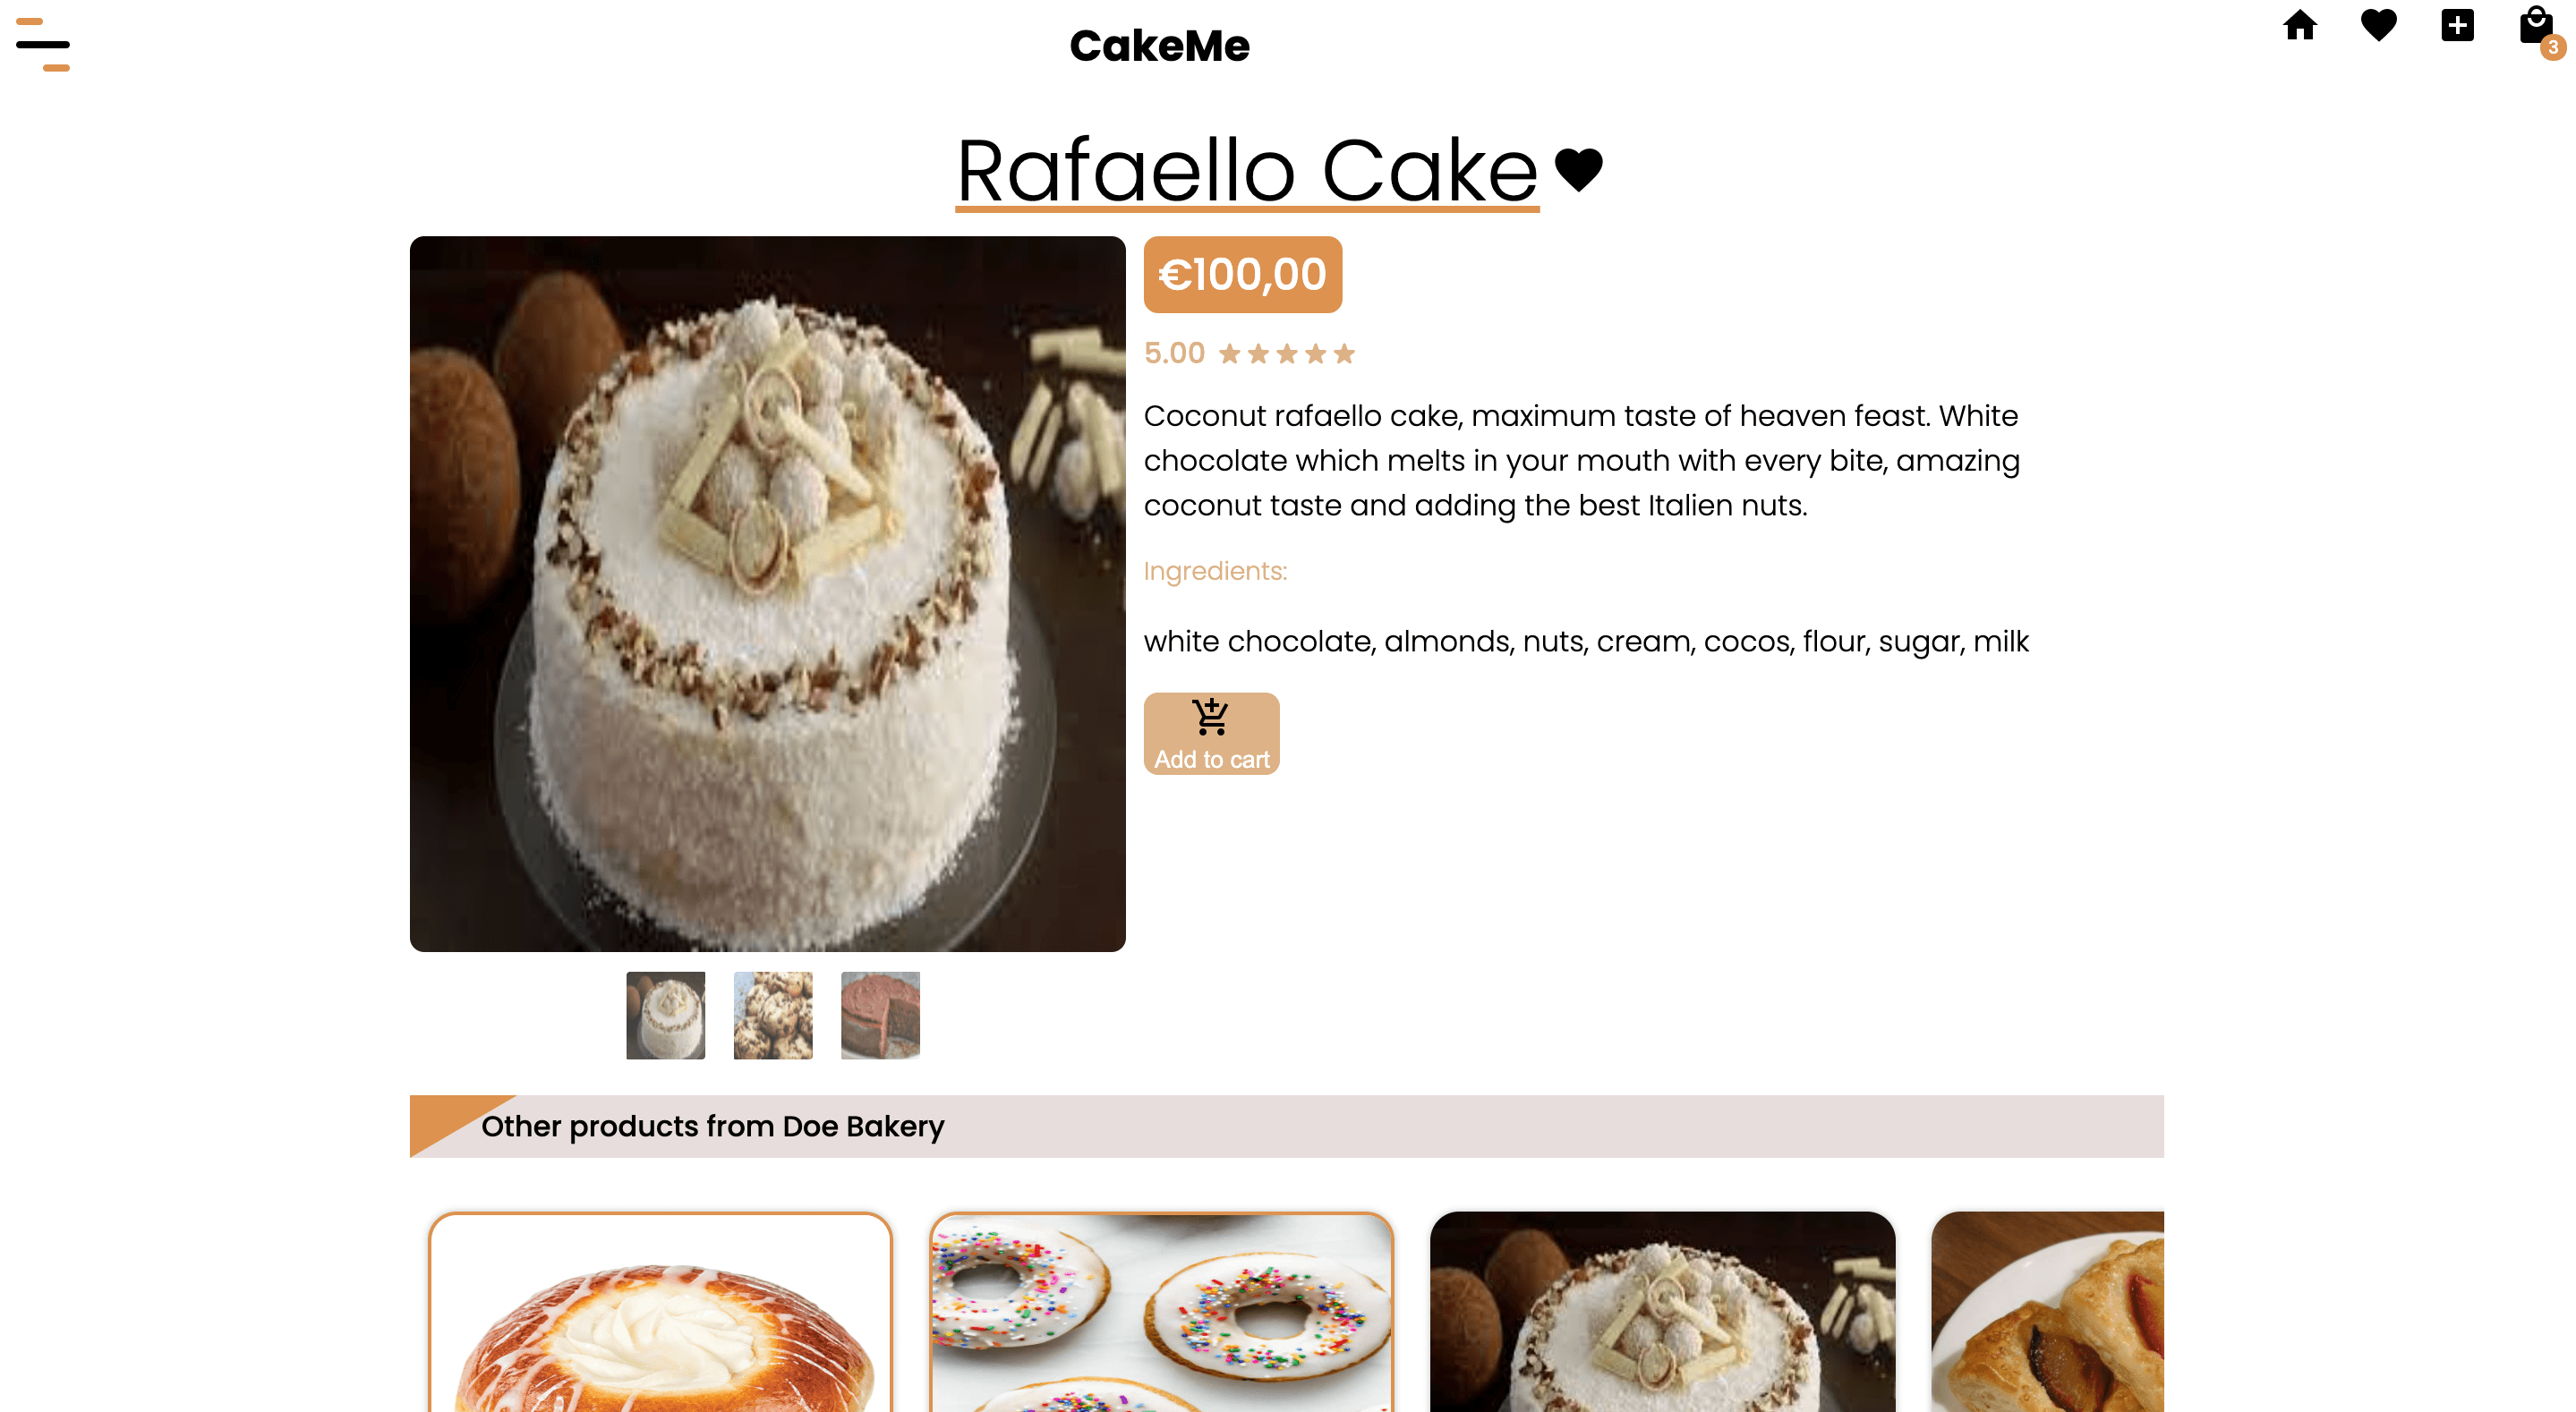 CakeMe
3
Rafaello Cake
€100,00
5.00
Coconut rafaello cake, maximum taste of heaven feast. White
chocolate which melts in your mouth with every bite, amazing
coconut taste and adding the best Italien nuts.
Ingredients:
white chocolate, almonds, nuts, cream, cocos, flour, sugar, milk
Add to cart
Other products from Doe Bakery